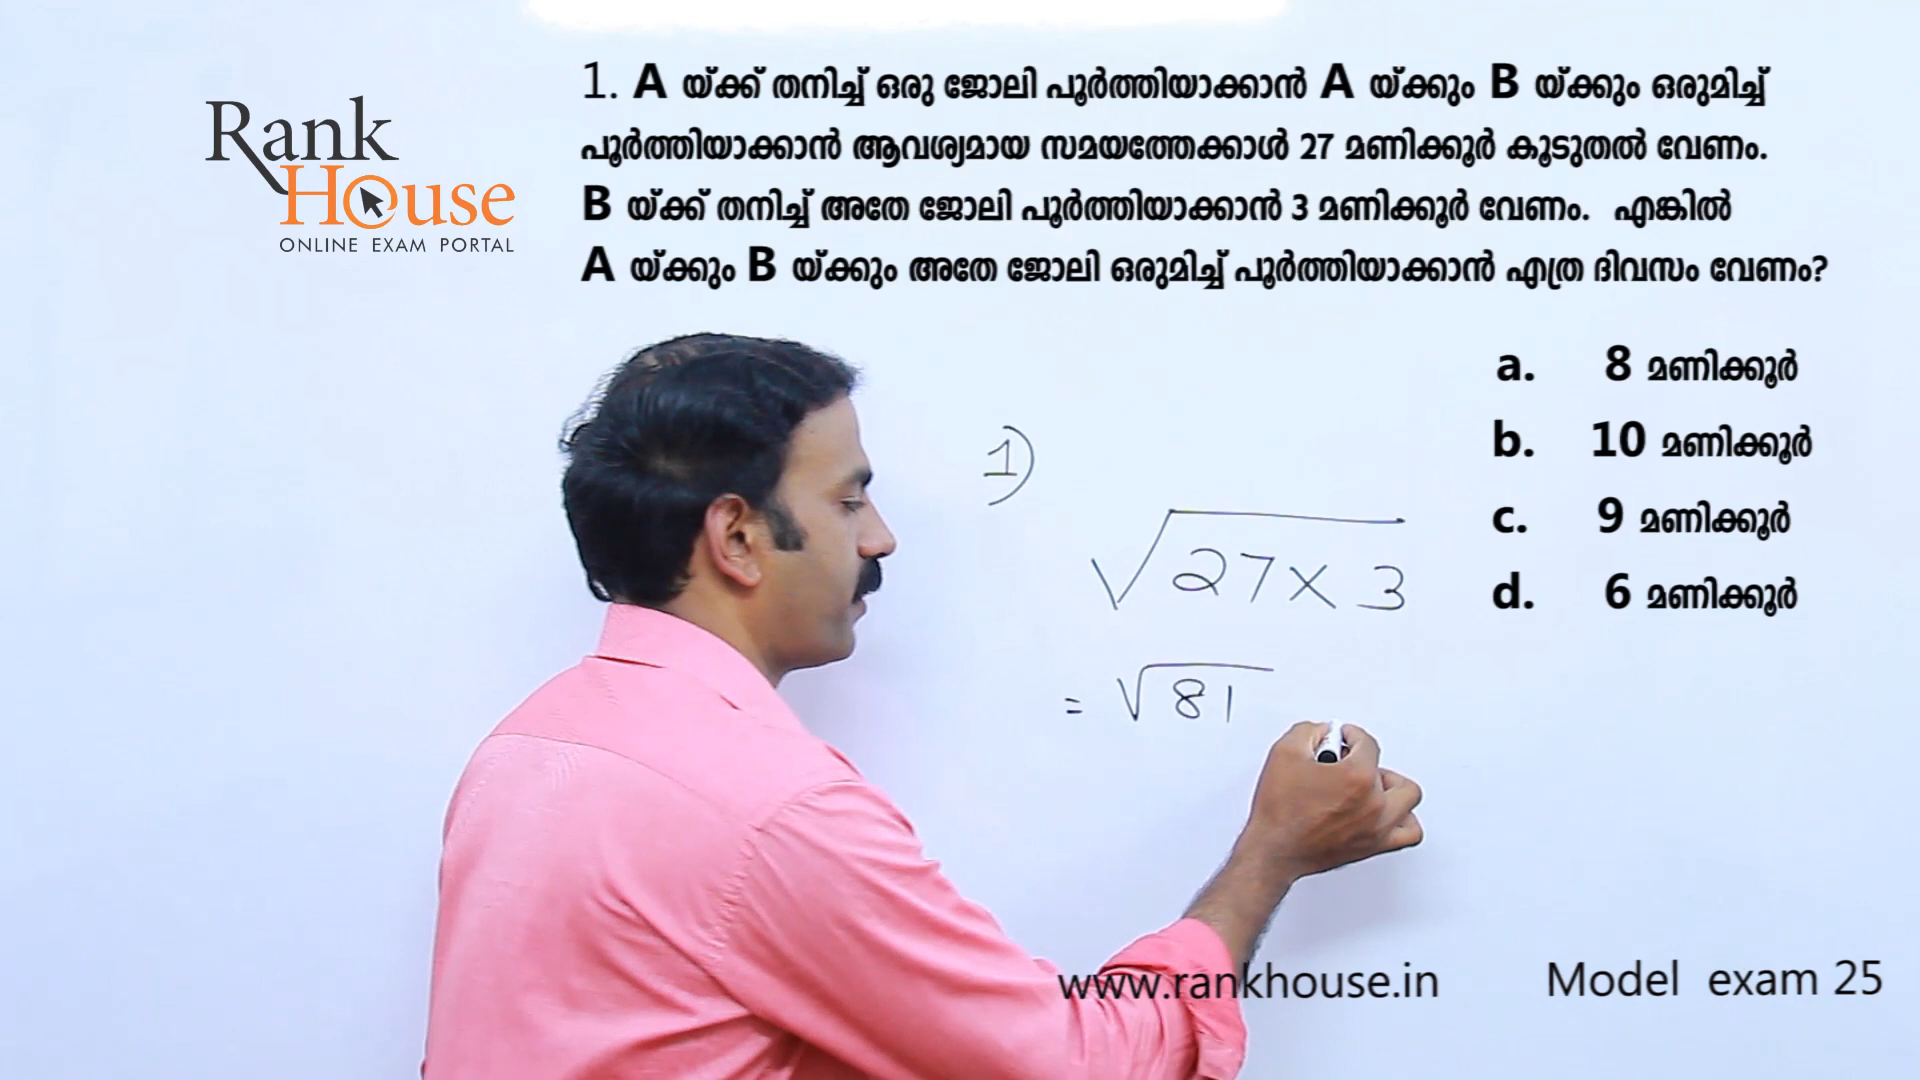 Rank
House
ONLINE EXAM PORTAL
1. A യ്ക്ക് തനിച്ച് ഒരു ജോലി പൂർത്തിയാക്കാൻ A യ്ക്കും B യ്ക്കും ഒരുമിച്ച്
പൂർത്തിയാക്കാൻ ആവശ്യമായ സമയത്തേക്കാൾ 27 മണിക്കൂർ കൂടുതൽ വേണം.
B യ്ക്ക് തനിച്ച് അതേ ജോലി പൂർത്തിയാക്കാൻ 3 മണിക്കൂർ വേണം. എങ്കിൽ
A യ്ക്കും B യ്ക്കും അതേ ജോലി ഒരുമിച്ച് പൂർത്തിയാക്കാൻ എത്ര ദിവസം വേണം?
a. 8 മണിക്കൂർ
b. 10 മണിക്കൂർ
c. 9 മണിക്കൂർ
d. 6 മണിക്കൂർ
1)
√27 × 3
= √81
www.rankhouse.in
Model exam 25